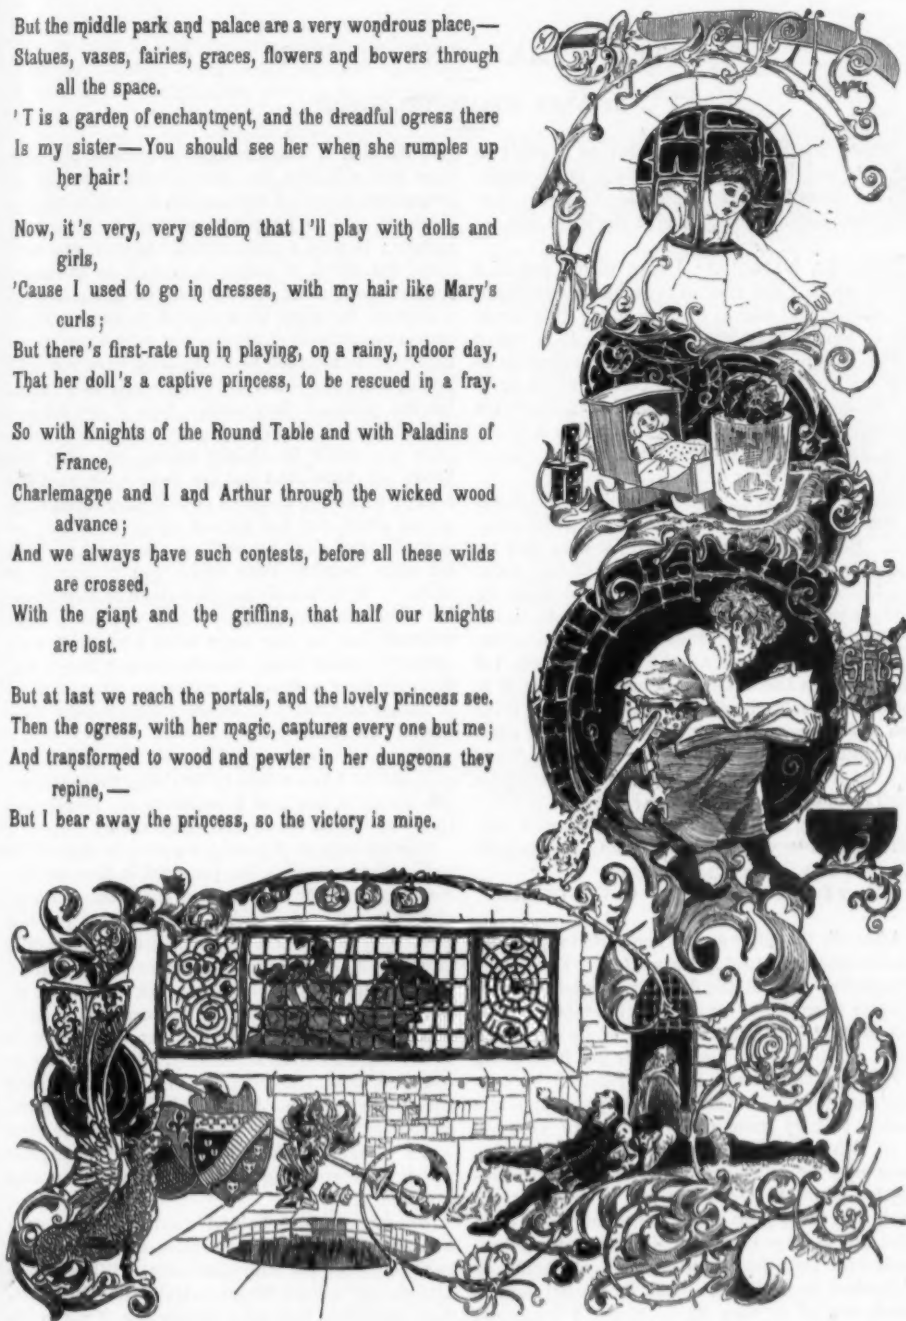 But the middle park and palace are a very wondrous place,—
Statues, vases, fairies, graces, flowers and bowers through
all the space.
'T is a garden of enchantment, and the dreadful ogress there
Is my sister—You should see her when she rumples up
her hair!
Now, it's very, very seldom that I'll play with dolls and
girls,
'Cause I used to go in dresses, with my hair like Mary's
curls;
But there's first-rate fun in playing, on a rainy, indoor day,
That her doll's a captive princess, to be rescued in a fray.
So with Knights of the Round Table and with Paladins of
France,
Charlemagne and I and Arthur through the wicked wood
advance;
And we always have such contests, before all these wilds
are crossed,
With the giant and the griffins, that half our knights
are lost.
But at last we reach the portals, and the lovely princess see.
Then the ogress, with her magic, captures every one but me;
And transformed to wood and pewter in her dungeons they
repine,—
But I bear away the princess, so the victory is mine.
SFB